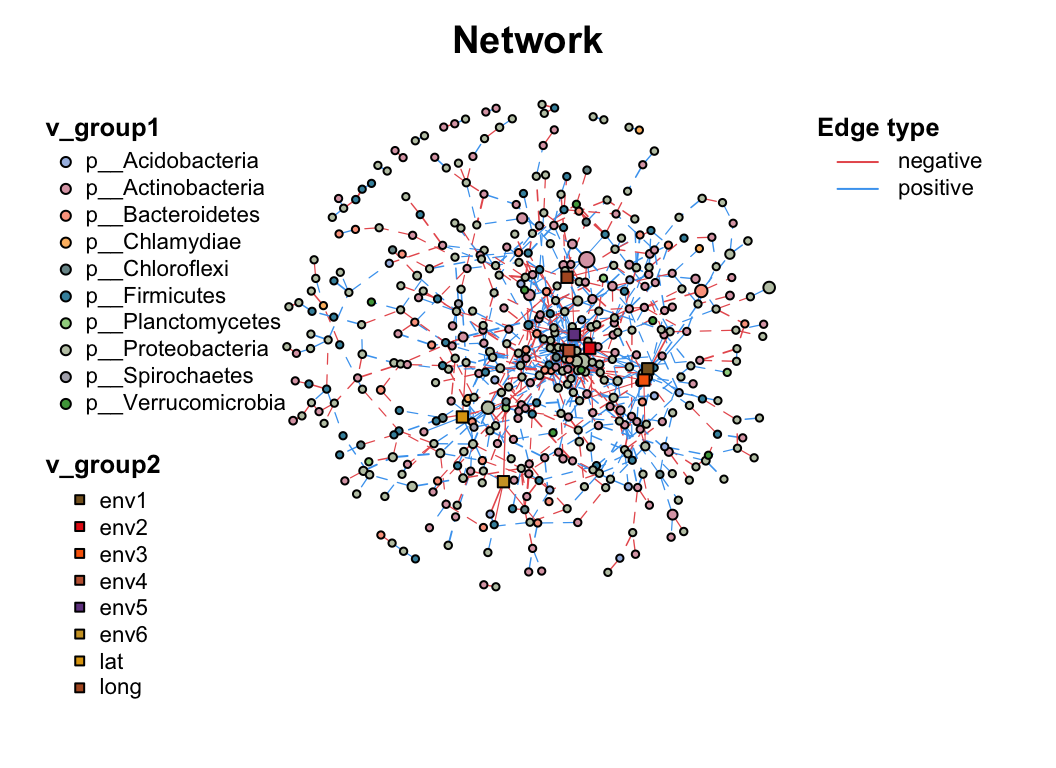 Network
v_group1
p__Acidobacteria
p__Actinobacteria
p__Bacteroidetes
p__Chlamydiae
p__Chloroflexi
p__Firmicutes
p__Planctomycetes
p__Proteobacteria
p__Spirochaetes
p__Verrucomicrobia
v_group2
env1
env2
env3
env4
env5
env6
lat
long
Edge type
negative
positive